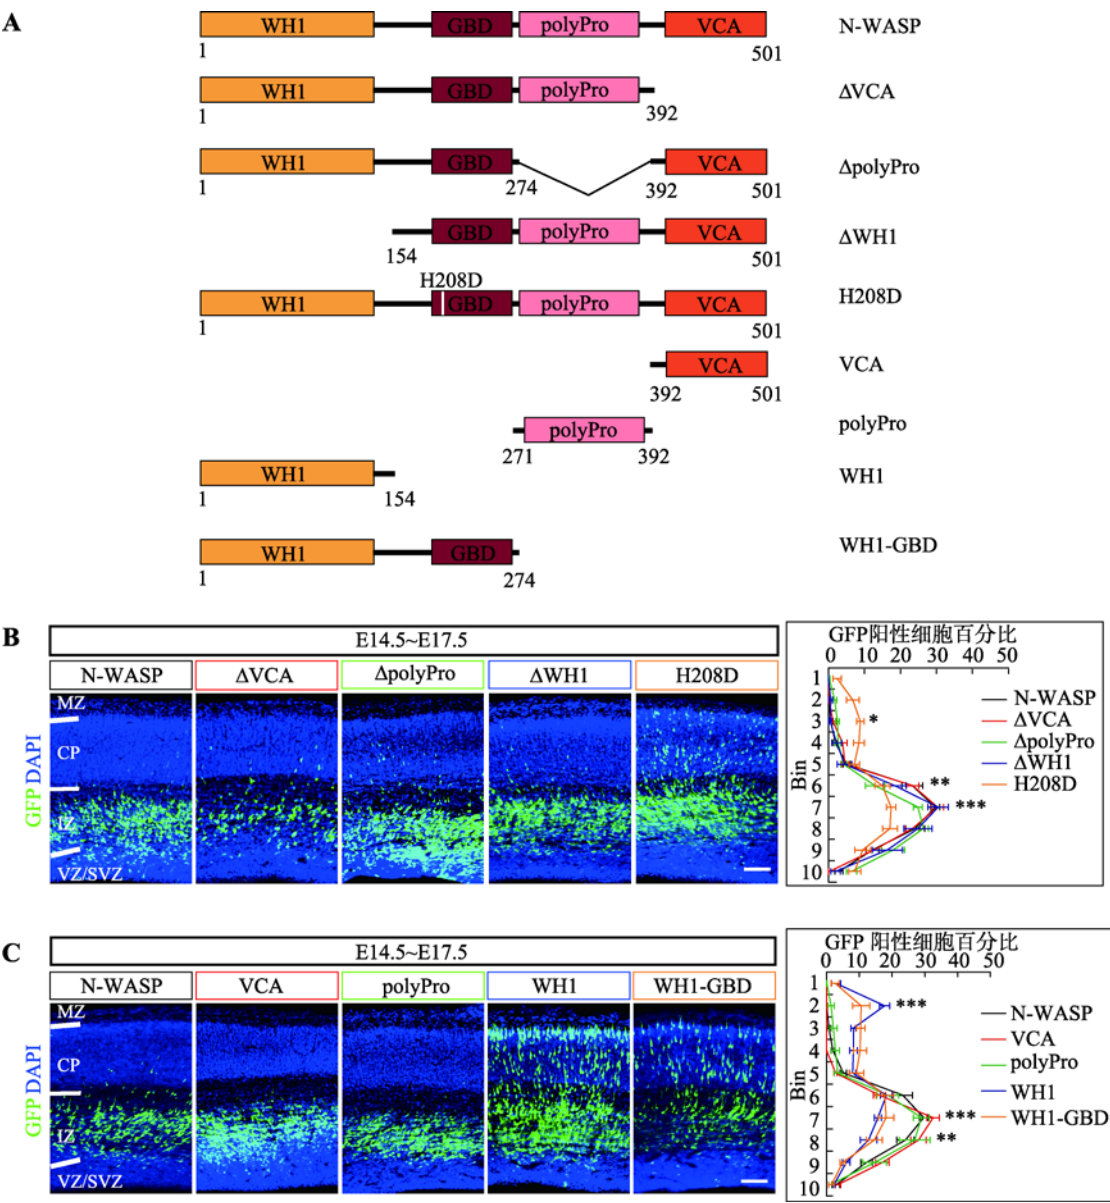 A
WH1 GBD polyPro VCA N-WASP
1 501
WH1 GBD polyPro ΔVCA
1 392
WH1 GBD VCA ΔpolyPro
1 274 392 501
GBD polyPro VCA ΔWH1
154 501
H208D
WH1 GBD polyPro VCA H208D
1 501
VCA VCA
392 501
polyPro polyPro
271 392
WH1 WH1
1 154
WH1 GBD WH1-GBD
1 274
B
E14.5~E17.5
N-WASP ΔVCA ΔpolyPro ΔWH1 H208D
MZ
CP
IZ
VZ/SVZ
GFP DAPI
GFP阳性细胞百分比
0 10 20 30 40 50
Bin
1
2
3 *
4
5
6 **
7 ***
8
9
10
N-WASP
ΔVCA
ΔpolyPro
ΔWH1
H208D
C
E14.5~E17.5
N-WASP VCA polyPro WH1 WH1-GBD
MZ
CP
IZ
VZ/SVZ
GFP DAPI
GFP 阳性细胞百分比
0 10 20 30 40 50
Bin
1
2 ***
3
4
5
6
7 ***
8 **
9
10
N-WASP
VCA
polyPro
WH1
WH1-GBD